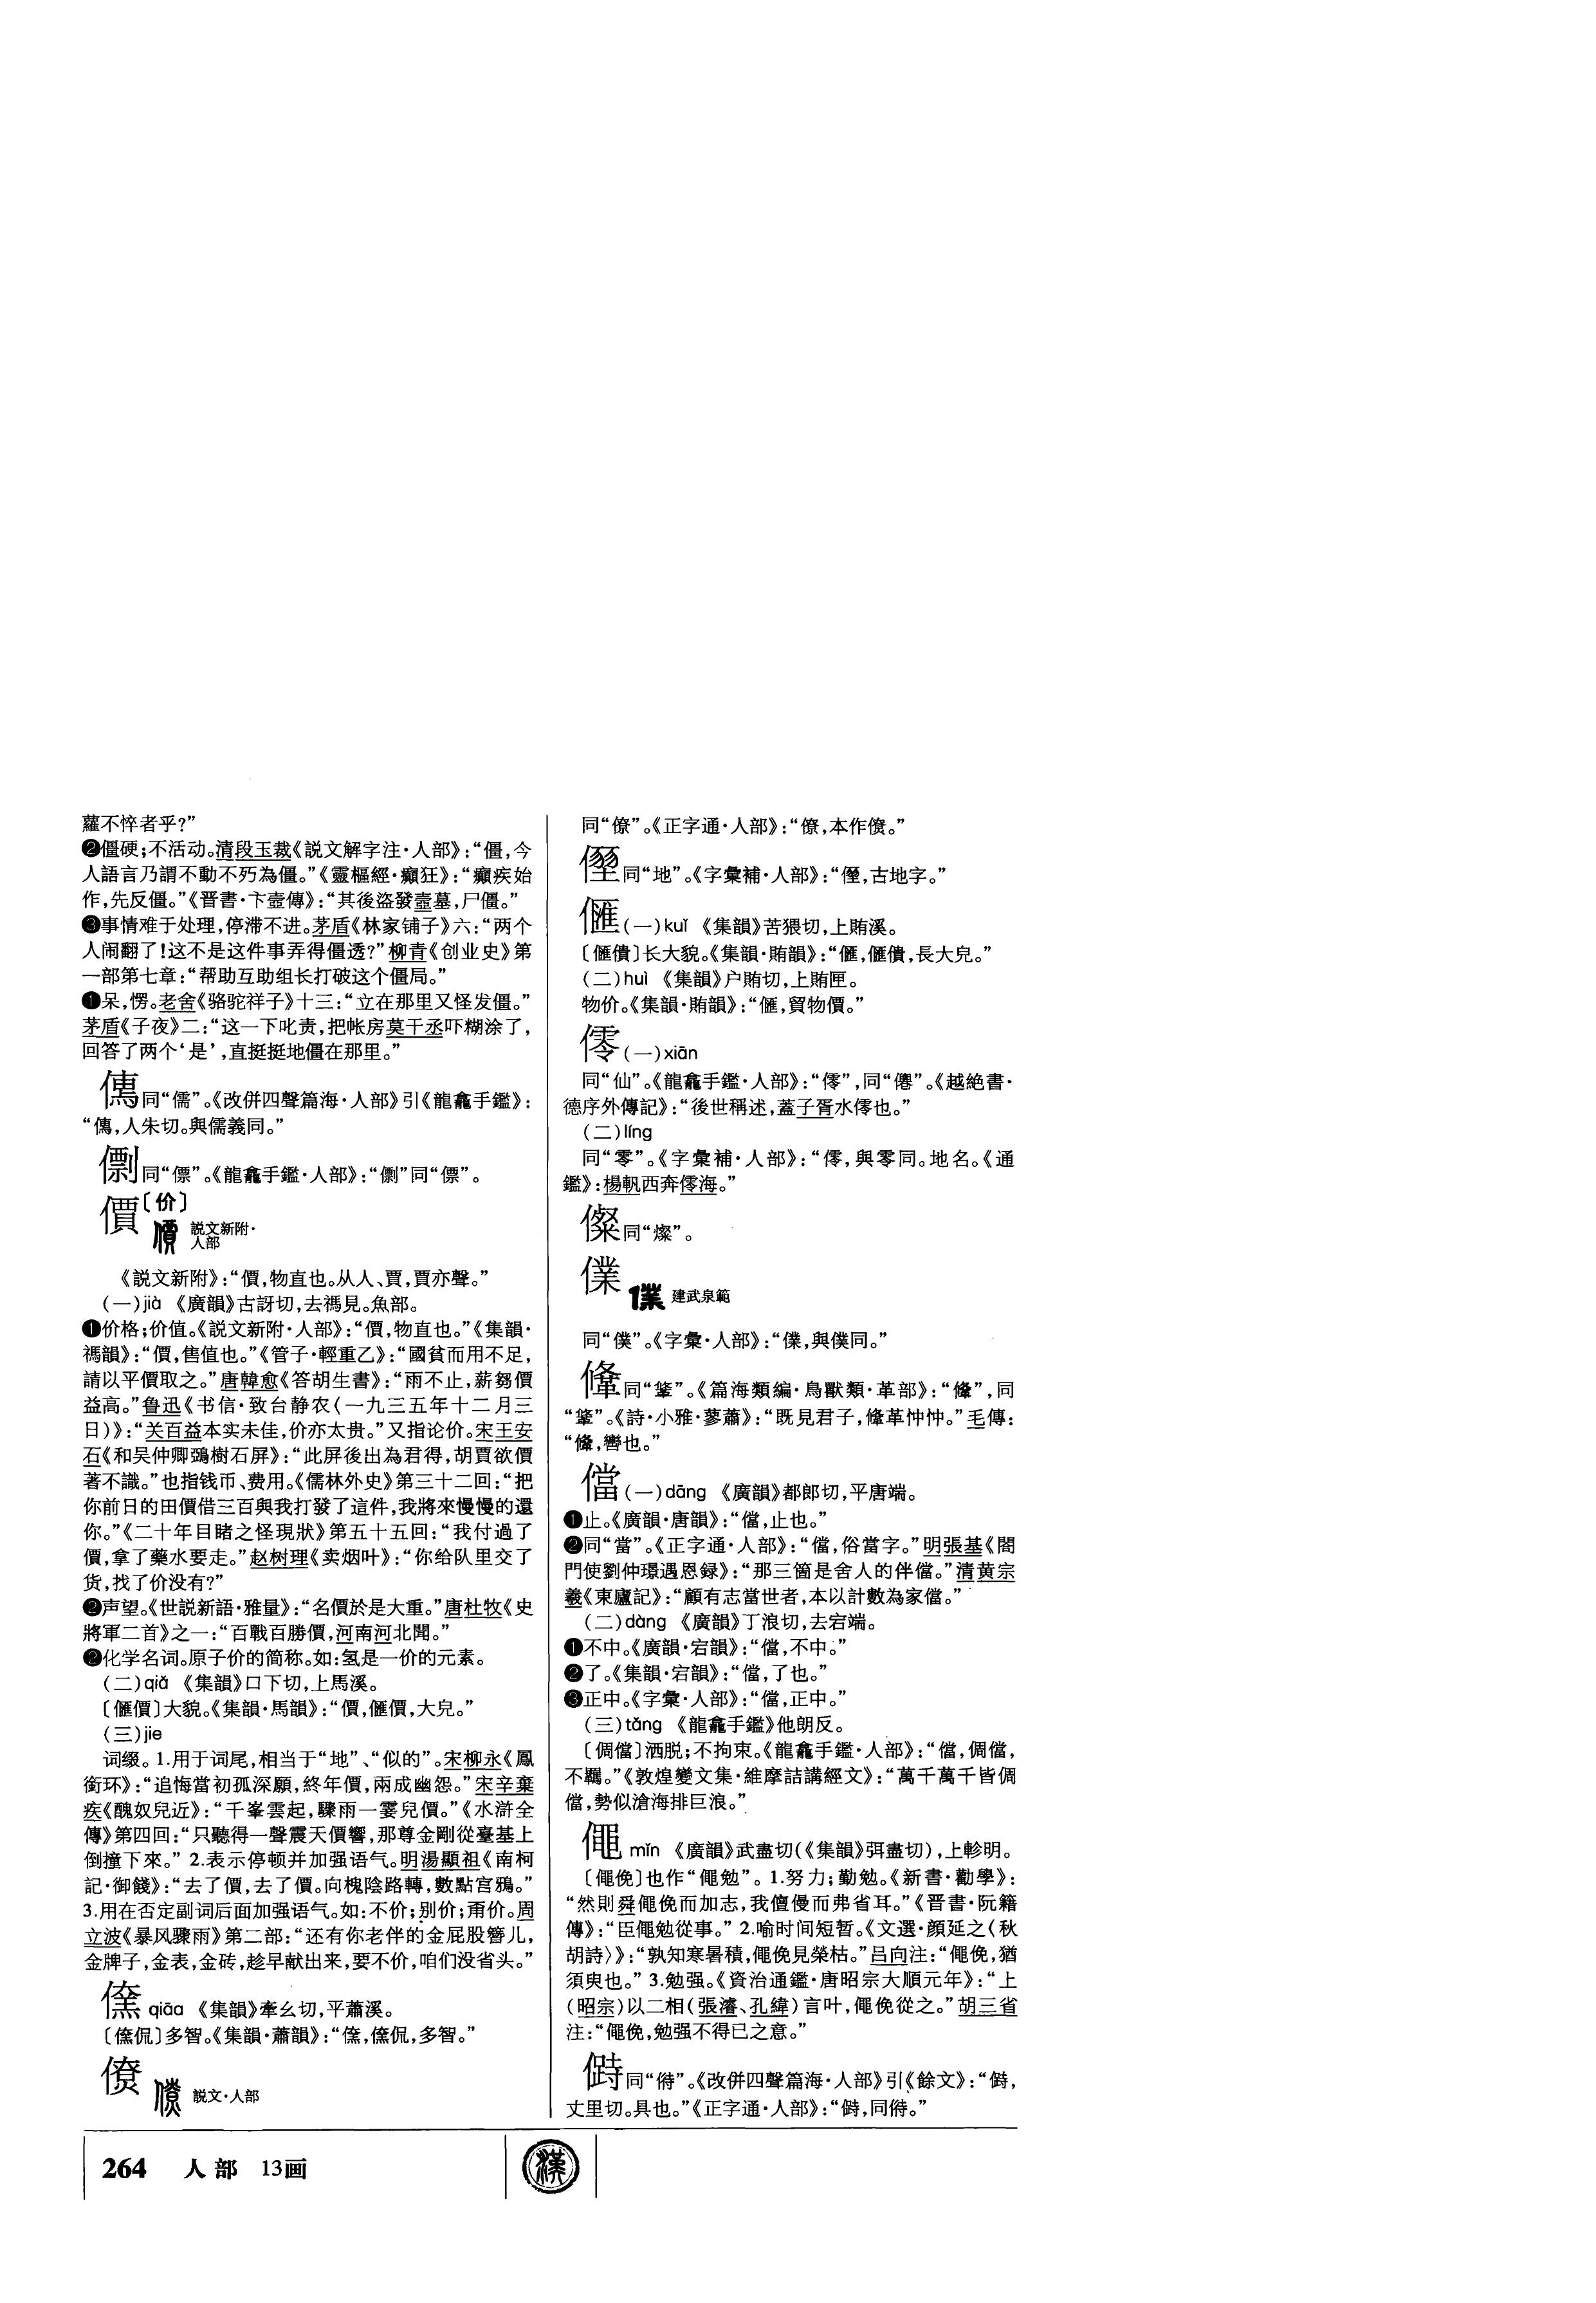 蘿不悴者乎?”
❷僵硬;不活动。清段玉裁《説文解字注·人部》:“僵,今
人語言乃謂不動不朽為僵。”《靈樞經·癲狂》:“癲疾始
作,先反僵。”《晋書·卞壼傳》:“其後盜發壼墓,尸僵。”
❸事情难于处理,停滞不进。茅盾《林家铺子》六:“两个
人闹翻了!这不是这件事弄得僵透?”柳青《创业史》第
一部第七章:“帮助互助组长打破这个僵局。”
❶呆,愣。老舍《骆驼祥子》十三:“立在那里又怪发僵。”
茅盾《子夜》二:“这一下叱责,把帐房莫干丞吓糊涂了,
回答了两个‘是’,直挺挺地僵在那里。”
同“儒”。《改併四聲篇海·人部》引《龍龕手鑑》:
人朱切。與儒義同。”
僄 同“僄”。《龍龕手鑑·人部》:同“僄”。
價〔价〕
説文新附·
人部
《説文新附》:“價,物直也。从人、賈,賈亦聲。”
(一)jià 《廣韻》古訝切,去禡見。魚部。
❶价格;价值。《説文新附·人部》:“價,物直也。”《集韻·
禡韻》:“價,售值也。”《管子·輕重乙》:“國貧而用不足,
請以平價取之。”唐韓愈《答胡生書》:“雨不止,薪芻價
益高。”鲁迅《书信·致台静农(一九三五年十二月三
日)》:“关百益本实未佳,价亦太贵。”又指论价。宋王安
石《和吴仲卿鵶樹石屏》:“此屏後出為君得,胡賈欲價
著不識。”也指钱币、费用。《儒林外史》第三十二回:“把
你前日的田價借三百與我打發了這件,我將來慢慢的還
你。”《二十年目睹之怪現狀》第五十五回:“我付過了
價,拿了藥水要走。”赵树理《卖烟叶》:“你给队里交了
货,找了价没有?”
❷声望。《世説新語·雅量》:“名價於是大重。”唐杜牧《史
將軍二首》之一:“百戰百勝價,河南河北聞。”
❷化学名词。原子价的简称。如:氢是一价的元素。
(二)qiǎ 《集韻》口下切,上馬溪。
〔㒑價〕大貌。《集韻·馬韻》:“價,㒑價,大皃。”
(三)jie
词缀。1.用于词尾,相当于“地”、“似的”。宋柳永《鳳
銜环》:“追悔當初孤深願,終年價,兩成幽怨。”宋辛棄
疾《醜奴兒近》:“千峯雲起,驟雨一霎兒價。”《水滸全
傳》第四回:“只聽得一聲震天價響,那尊金剛從臺基上
倒撞下來。”2.表示停顿并加强语气。明湯顯祖《南柯
記·御餞》:“去了價,去了價。向槐陰路轉,數點宫鴉。”
3.用在否定副词后面加强语气。如:不价;别价;甭价。周
立波《暴风骤雨》第二部:“还有你老伴的金屁股簪儿,
金牌子,金表,金砖,趁早献出来,要不价,咱们没省头。”
qiāa 《集韻》牽幺切,平蕭溪。
多智。《集韻·蕭韻》:多智。”
説文·人部
同“僚”。《正字通·人部》:“僚,本作
同“地”。《字彙補·人部》:古地字。”
㒑(一)kuǐ 《集韻》苦猥切,上賄溪。
〔㒑㒑〕长大貌。《集韻·賄韻》:長大皃。”
(二)huì 《集韻》户賄切,上賄匣。
物价。《集韻·賄韻》:“㒑,貿物價。”
(一)xiān
同“仙”。《龍龕手鑑·人部》:同“僊”。《越絶書·
德序外傳記》:“後世稱述,蓋子胥水也。”
(二)líng
同“零”。《字彙補·人部》:與零同。地名。《通
鑑》:楊帆西奔海。”
㛑 同“燦”。
建武泉範
同“僕”。《字彙·人部》:與僕同。”
同“鞗”。《篇海類編·鳥獸類·革部》:同
“鞗”。《詩·小雅·蓼蕭》:“既見君子,鞗革忡忡。”毛傳:
“鞗,轡也。”
儅(一)dāng 《廣韻》都郎切,平唐端。
❶止。《廣韻·唐韻》:“儅,止也。”
❷同“當”。《正字通·人部》:“儅,俗當字。”明張基《閤
門使劉仲璟遇恩録》:“那三箇是舍人的伴儅。”清黄宗
羲《東廬記》:“顧有志當世者,本以計數為家儅。”
(二)dàng 《廣韻》丁浪切,去宕端。
❶不中。《廣韻·宕韻》:“儅,不中。”
❷了。《集韻·宕韻》:“儅,了也。”
❸正中。《字彙·人部》:“儅,正中。”
(三)tǎng 《龍龕手鑑》他朗反。
〔倜儅〕洒脱;不拘束。《龍龕手鑑·人部》:“儅,倜儅,
不羈。”《敦煌變文集·維摩詰講經文》:“萬千萬千皆倜
儅,勢似滄海排巨浪。”
僶 mǐn 《廣韻》武盡切(《集韻》弭盡切),上軫明。
〔僶俛〕也作“僶勉”。1.努力;勤勉。《新書·勸學》:
“然則舜僶俛而加志,我儃僈而弗省耳。”《晋書·阮籍
傳》:“臣僶勉從事。”2.喻时间短暂。《文選·顔延之〈秋
胡詩〉》:“孰知寒暑積,僶俛見榮枯。”吕向注:“僶俛,猶
須臾也。”3.勉强。《資治通鑑·唐昭宗大順元年》:“上
(昭宗)以二相(張濬、孔緯)言叶,僶俛從之。”胡三省
注:“僶俛,勉强不得已之意。”
同“偫”。《改併四聲篇海·人部》引《餘文》:
丈里切。具也。”《正字通·人部》:同偫。”
264 人部 13画
漢